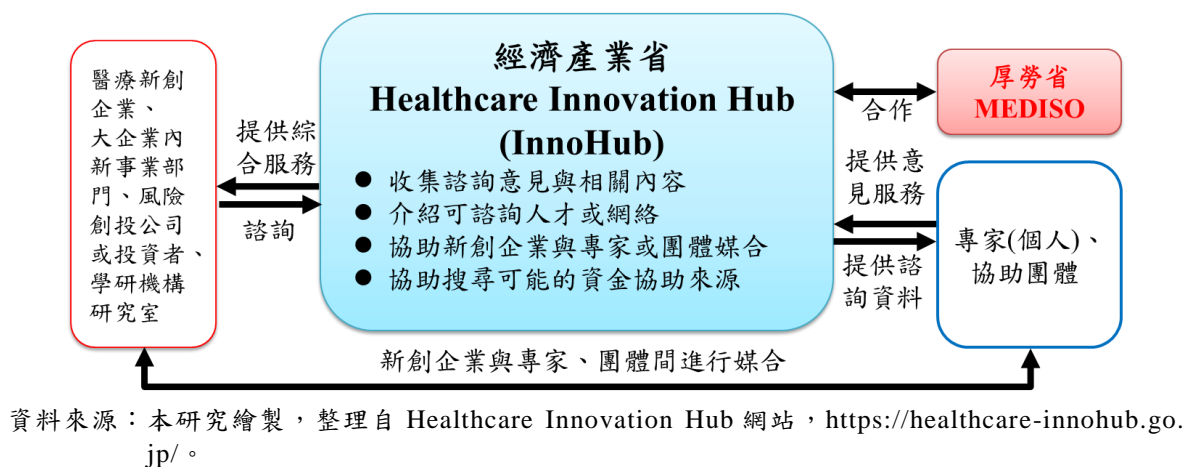 醫療新創
企業、
大企業內
新事業部
門、風險
創投公司
或投資者、
學研機構
研究室
提供綜
合服務
諮詢
經濟產業省
Healthcare Innovation Hub
(InnoHub)
● 收集諮詢意見與相關內容
● 介紹可諮詢人才或網絡
● 協助新創企業與專家或團體媒合
● 協助搜尋可能的資金協助來源
合作
厚勞省
MEDISO
提供意
見服務
提供諮
詢資料
專家(個人)、
協助團體
新創企業與專家、團體間進行媒合
資料來源：本研究繪製，整理自 Healthcare Innovation Hub 網站，https://healthcare-innohub.go.
jp/。